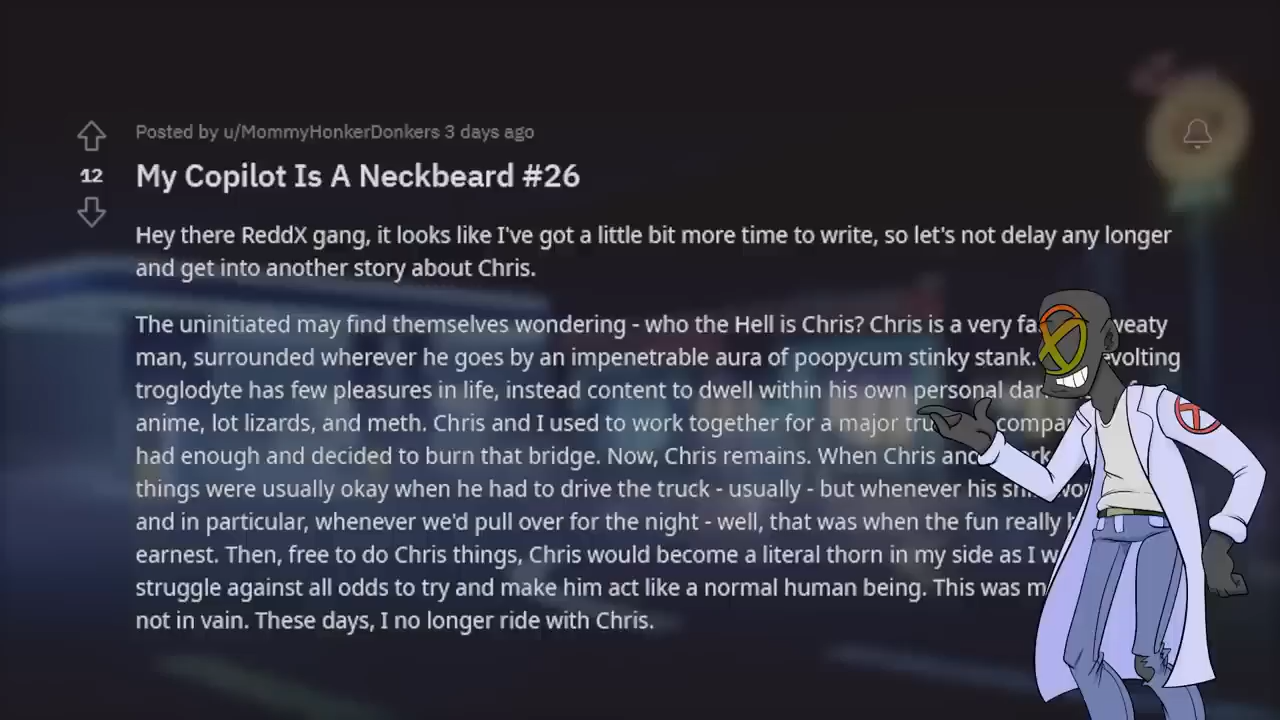 Posted by u/MommyHonkerDonkers 3 days ago
12
My Copilot Is A Neckbeard #26
Hey there ReddX gang, it looks like I've got a little bit more time to write, so let's not delay any longer
and get into another story about Chris.
The uninitiated may find themselves wondering - who the Hell is Chris? Chris is a very
man, surrounded wherever he goes by an impenetrable aura of poopycum stinky stank.
troglodyte has few pleasures in life, instead content to dwell within his own personal
anime, lot lizards, and meth. Chris and I used to work together for a major
had enough and decided to burn that bridge. Now, Chris remains. When Chris and
things were usually okay when he had to drive the truck - usually - but whenever his
and in particular, whenever we'd pull over for the night - well, that was when the fun really
earnest. Then, free to do Chris things, Chris would become a literal thorn in my side as I
struggle against all odds to try and make him act like a normal human being. This was
not in vain. These days, I no longer ride with Chris.